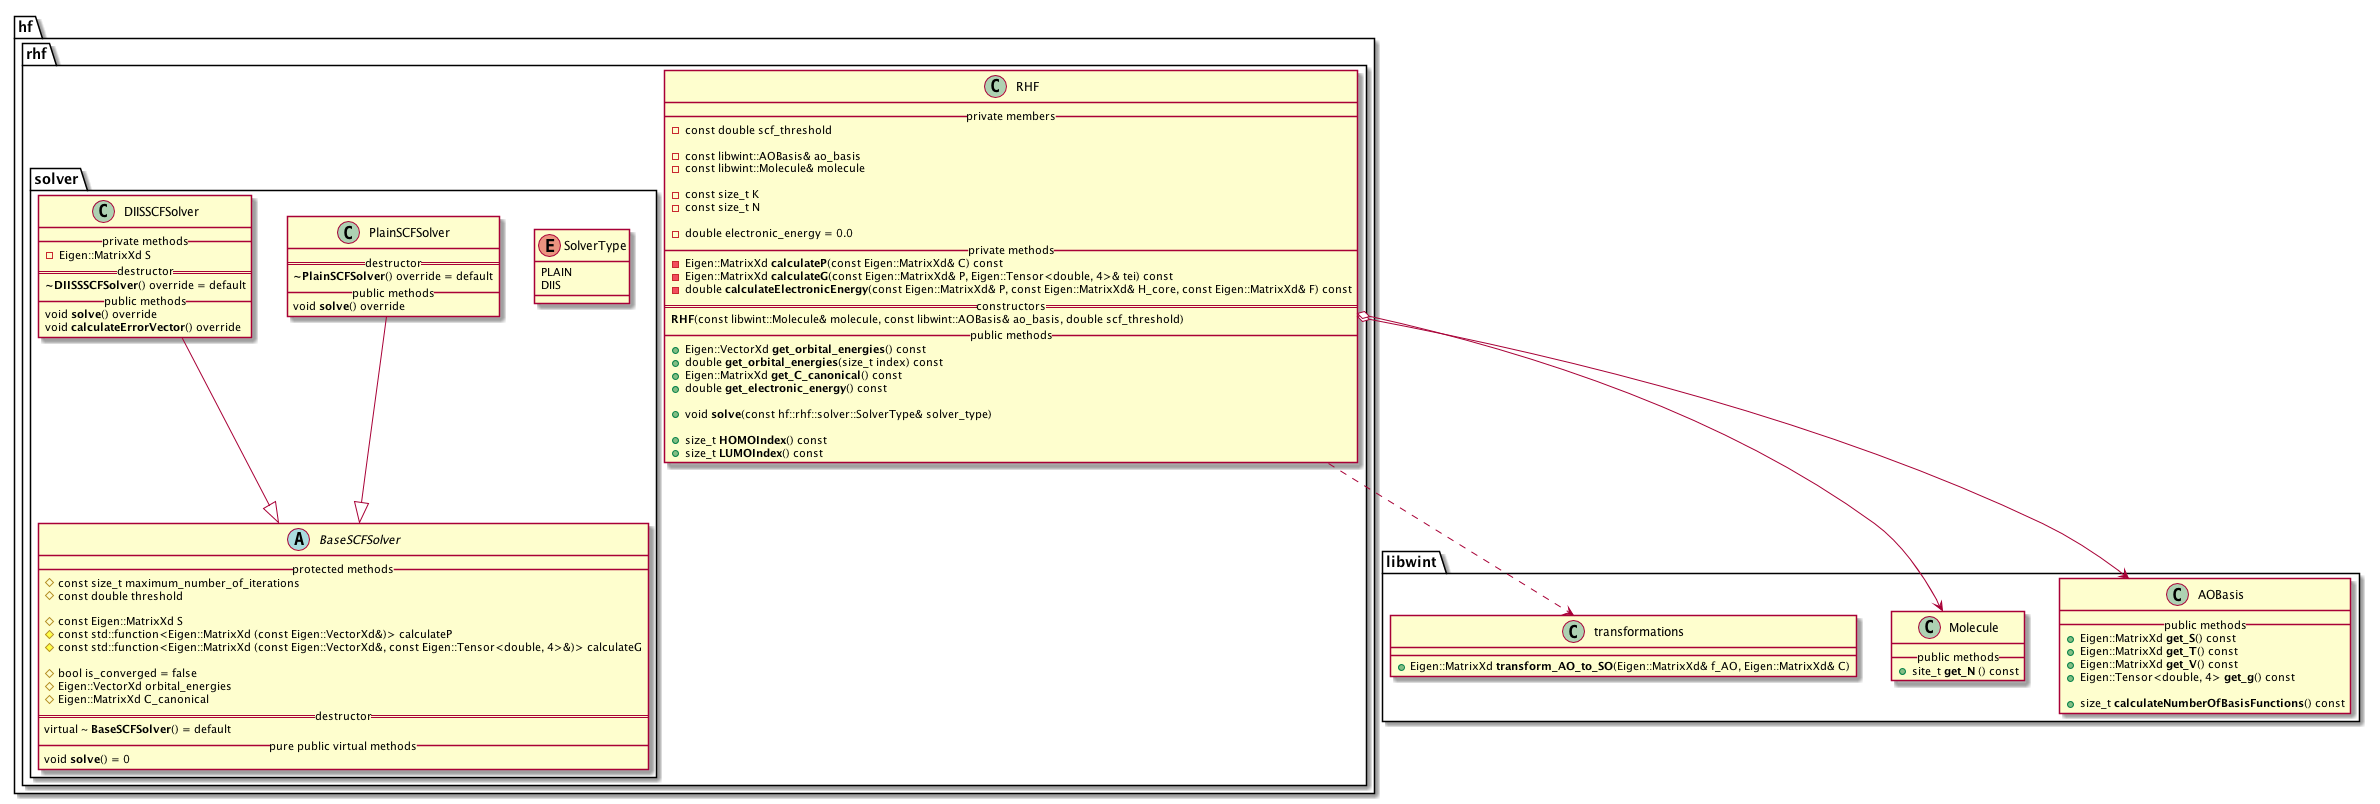 hf
rhf
RHF
private members
const double scf_threshold
const libwint::AOBasis& ao_basis
const libwint::Molecule& molecule
const size_t K
const size_t N
double electronic_energy = 0.0
private methods
Eigen::MatrixXd calculateP(const Eigen::MatrixXd& C) const
Eigen::MatrixXd calculateG(const Eigen::MatrixXd& P, Eigen::Tensor<double, 4>& tei) const
double calculateElectronicEnergy(const Eigen::MatrixXd& P, const Eigen::MatrixXd& H_core, const Eigen::MatrixXd& F) const
constructors
RHF(const libwint::Molecule& molecule, const libwint::AOBasis& ao_basis, double scf_threshold)
public methods
Eigen::VectorXd get_orbital_energies() const
double get_orbital_energies(size_t index) const
Eigen::MatrixXd get_C_canonical() const
double get_electronic_energy() const
void solve(const hf::rhf::solver::SolverType& solver_type)
size_t HOMOIndex() const
size_t LUMOIndex() const
solver
C DIISSCFSolver
private methods
Eigen::MatrixXd S
destructor
~DIISSSCFSolver() override = default
public methods
void solve() override
void calculateErrorVector() override
C PlainSCFSolver
destructor
~PlainSCFSolver() override = default
public methods
void solve() override
E SolverType
PLAIN
DIIS
A BaseSCFSolver
protected methods
const size_t maximum_number_of_iterations
const double threshold
const Eigen::MatrixXd S
const std::function<Eigen::MatrixXd (const Eigen::VectorXd&)> calculateP
const std::function<Eigen::MatrixXd (const Eigen::VectorXd&, const Eigen::Tensor<double, 4>&)> calculateG
bool is_converged = false
Eigen::VectorXd orbital_energies
Eigen::MatrixXd C_canonical
destructor
virtual ~ BaseSCFSolver() = default
pure public virtual methods
void solve() = 0
libwint
C transformations
Eigen::MatrixXd transform_AO_to_SO(Eigen::MatrixXd& f_AO, Eigen::MatrixXd& C)
C Molecule
public methods
site_t get_N () const
C AOBasis
public methods
Eigen::MatrixXd get_S() const
Eigen::MatrixXd get_T() const
Eigen::MatrixXd get_V() const
Eigen::Tensor<double, 4> get_g() const
size_t calculateNumberOfBasisFunctions() const